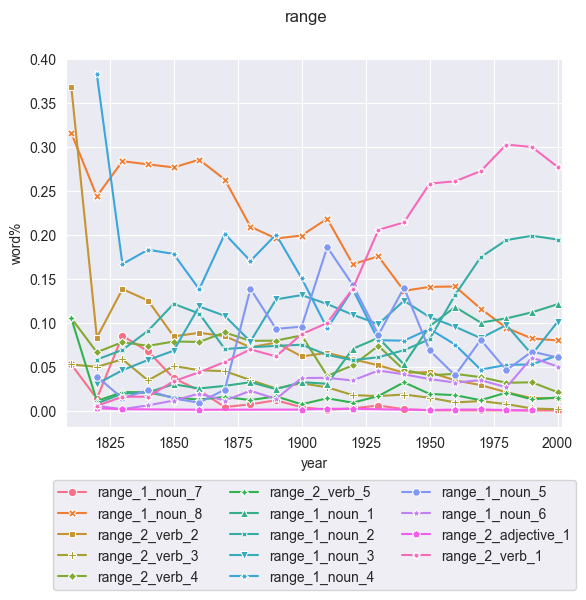 range
0.40
0.35
0.30
0.25
0.20
0.15
0.10
0.05
0.00
word%
1825 1850 1875 1900 1925 1950 1975 2000
year
range_1_noun_7 range_2_verb_5 range_1_noun_5
range_1_noun_8 range_1_noun_1 range_1_noun_6
range_2_verb_2 range_1_noun_2 range_2_adjective_1
range_2_verb_3 range_1_noun_3 range_2_verb_1
range_2_verb_4 range_1_noun_4